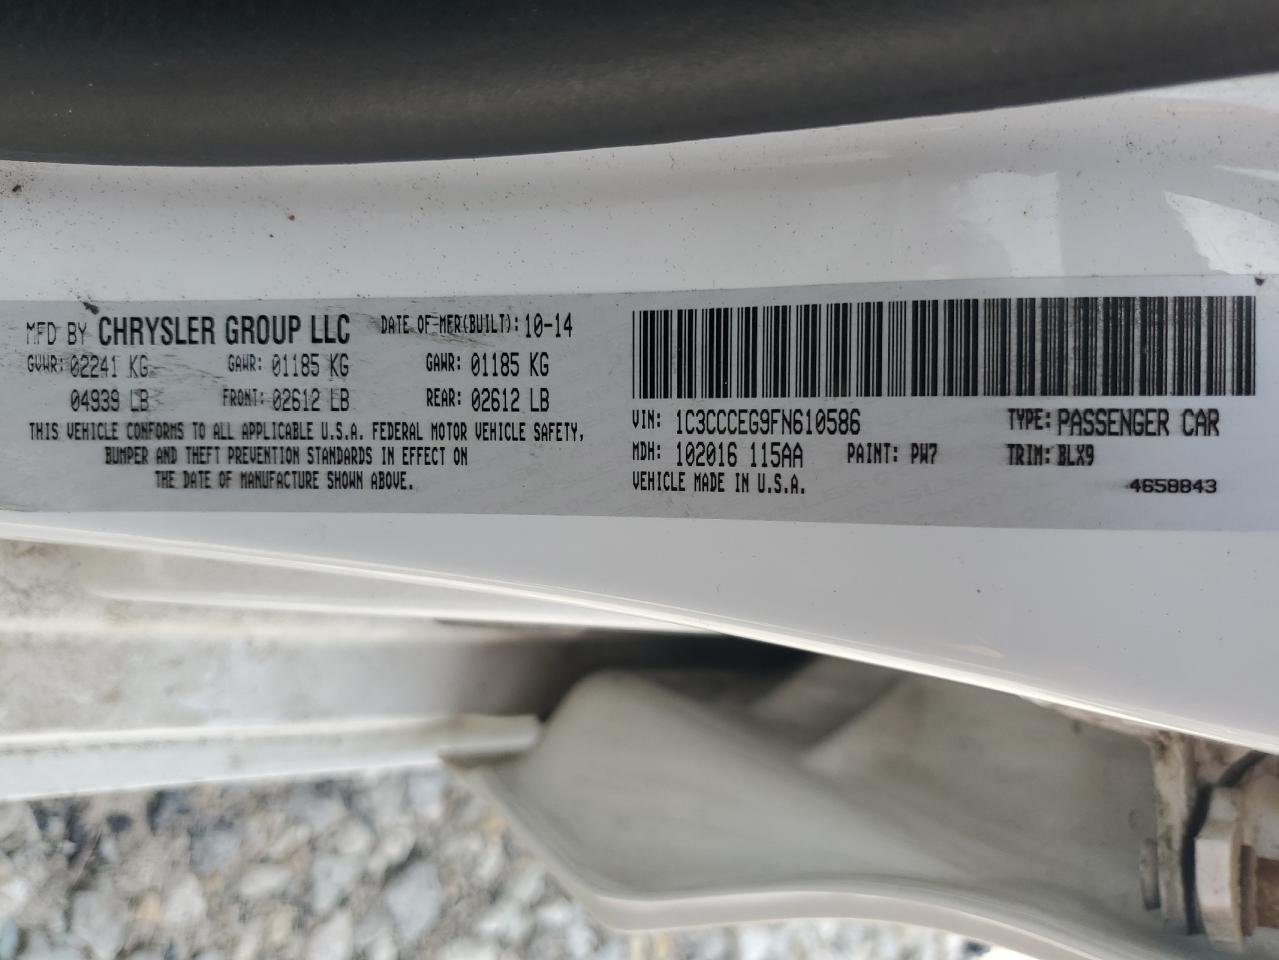 MFD BY CHRYSLER GROUP LLC DATE OF MFR(BUILT): 10-14
GVWR: 02241 KG GAWR: 01185 KG GAWR: 01185 KG
04939 LB FRONT: 02612 LB REAR: 02612 LB
THIS VEHICLE CONFORMS TO ALL APPLICABLE U.S.A. FEDERAL MOTOR VEHICLE SAFETY,
BUMPER AND THEFT PREVENTION STANDARDS IN EFFECT ON
THE DATE OF MANUFACTURE SHOWN ABOVE.
VIN: 1C3CCCEG9FN610586 TYPE: PASSENGER CAR
MDH: 102016 115AA PAINT: PW7 TRIM: BLX9
VEHICLE MADE IN U.S.A. 4658843